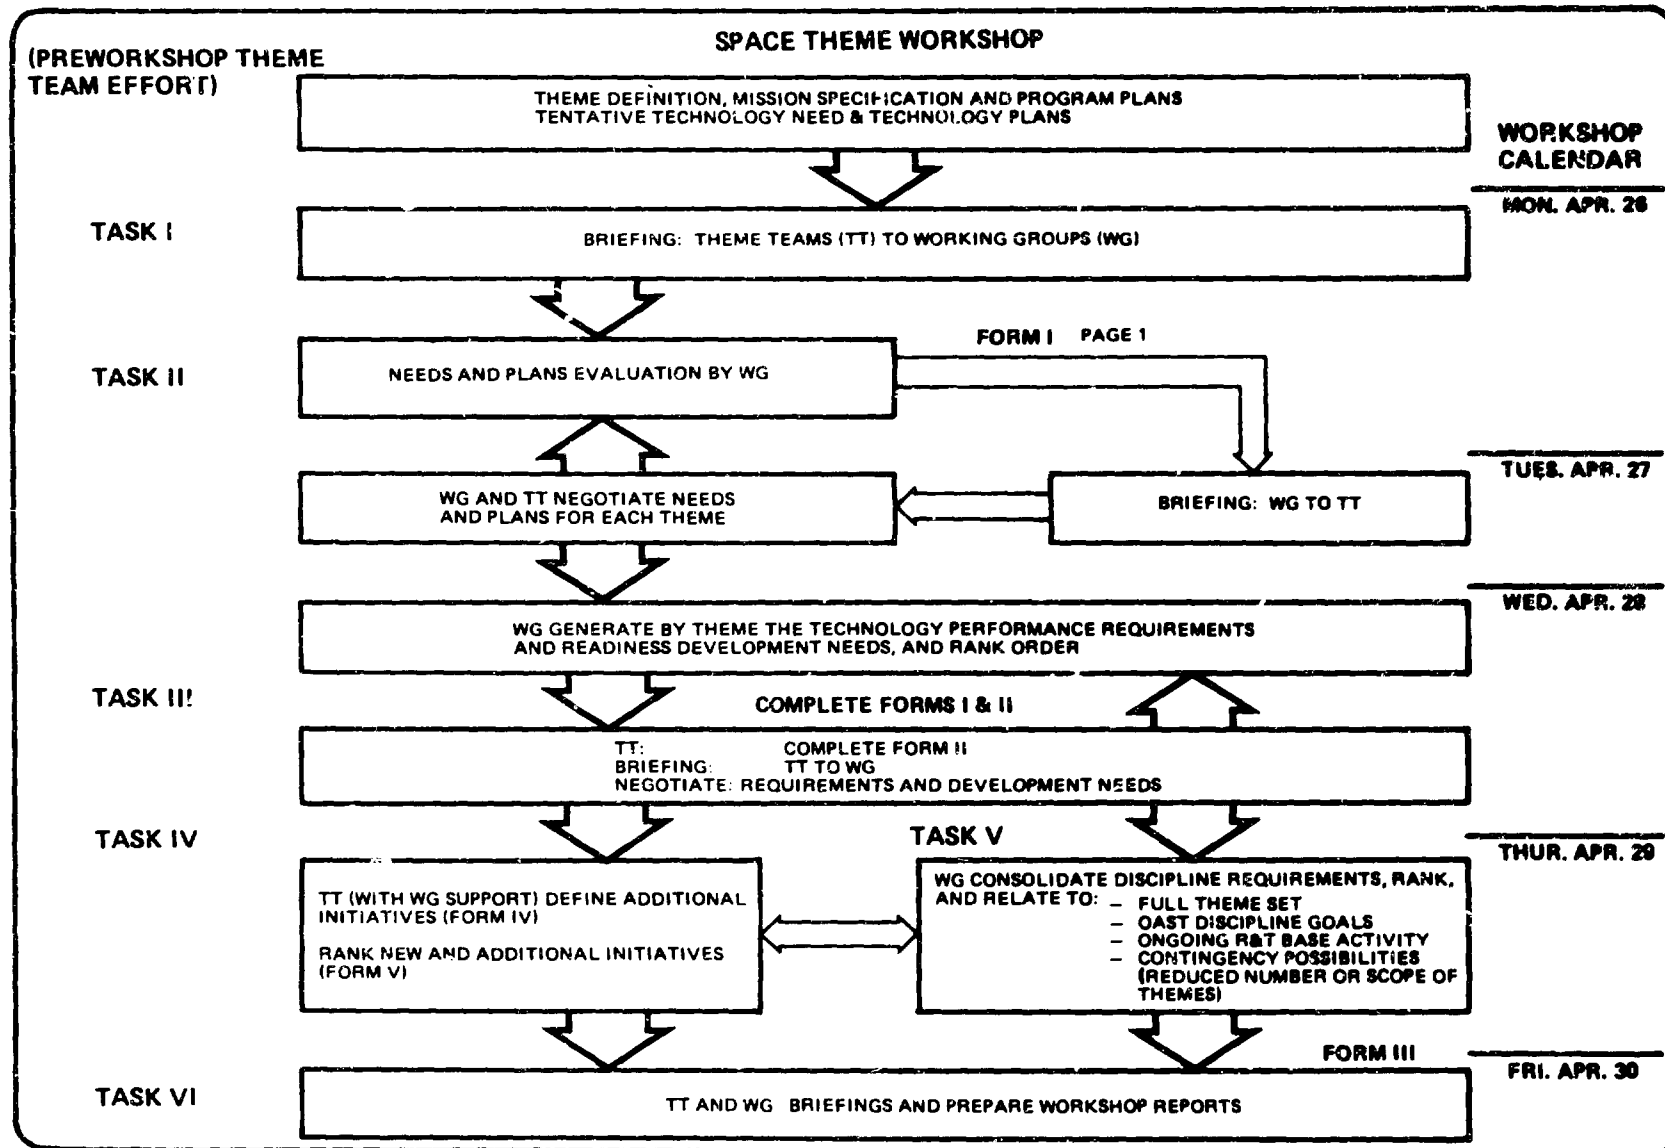 SPACE THEME WORKSHOP
(PREWORKSHOP THEME
TEAM EFFORT)
THEME DEFINITION, MISSION SPECIFICATION AND PROGRAM PLANS
TENTATIVE TECHNOLOGY NEED & TECHNOLOGY PLANS
WORKSHOP
CALENDAR
MON. APR. 26
TASK I
BRIEFING: THEME TEAMS (TT) TO WORKING GROUPS (WG)
FORM I PAGE 1
TASK II
NEEDS AND PLANS EVALUATION BY WG
TUES. APR. 27
WG AND TT NEGOTIATE NEEDS
AND PLANS FOR EACH THEME
BRIEFING: WG TO TT
WED. APR. 28
WG GENERATE BY THEME THE TECHNOLOGY PERFORMANCE REQUIREMENTS
AND READINESS DEVELOPMENT NEEDS, AND RANK ORDER
TASK III
COMPLETE FORMS I & II
TT: COMPLETE FORM II
BRIEFING: TT TO WG
NEGOTIATE: REQUIREMENTS AND DEVELOPMENT NEEDS
TASK IV
TASK V
THUR. APR. 29
TT (WITH WG SUPPORT) DEFINE ADDITIONAL
INITIATIVES (FORM IV)
RANK NEW AND ADDITIONAL INITIATIVES
(FORM V)
WG CONSOLIDATE DISCIPLINE REQUIREMENTS, RANK,
AND RELATE TO: – FULL THEME SET
– OAST DISCIPLINE GOALS
– ONGOING R&T BASE ACTIVITY
– CONTINGENCY POSSIBILITIES
(REDUCED NUMBER OR SCOPE OF
THEMES)
FORM III
FRI. APR. 30
TASK VI
TT AND WG BRIEFINGS AND PREPARE WORKSHOP REPORTS